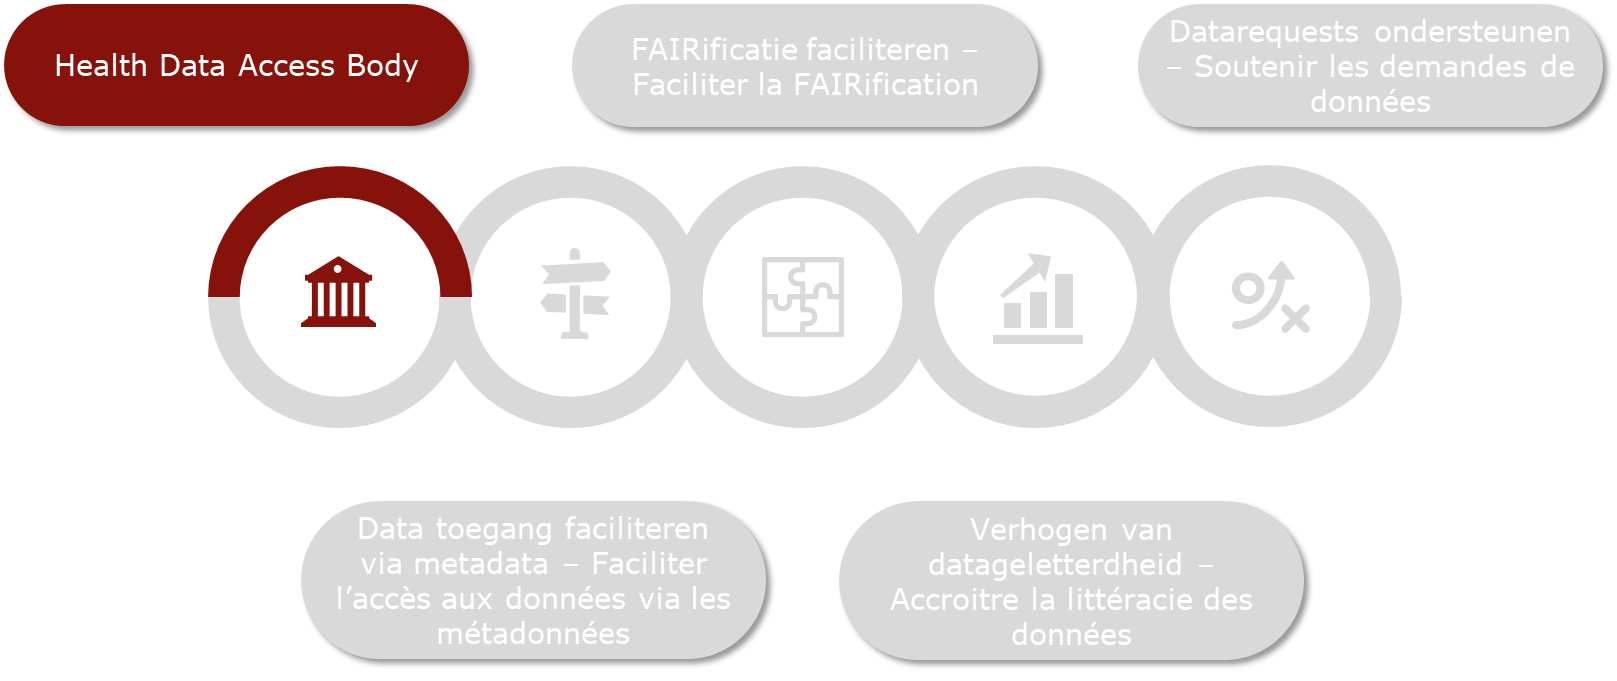 Health Data Access Body
FAIRificatie faciliteren –
Faciliter la FAIRification
Datarequests ondersteunen
– Soutenir les demandes de
données
Data toegang faciliteren
via metadata – Faciliter
l’accès aux données via les
métadonnées
Verhogen van
datageletterdheid –
Accroitre la littéracie des
données